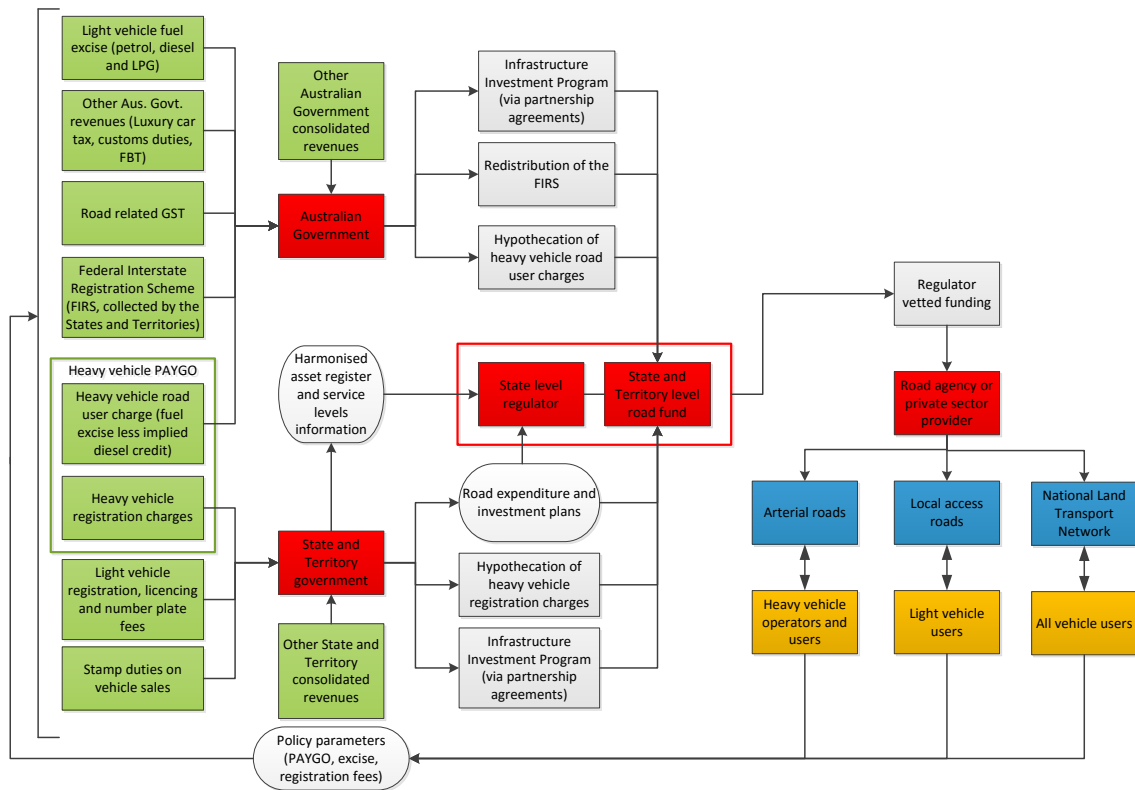 Light vehicle fuel
excise (petrol, diesel
and LPG)
Other Aus. Govt.
revenues (Luxury car
tax, customs duties,
FBT)
Road related GST
Federal Interstate
Registration Scheme
(FIRS, collected by the
States and Territories)
Heavy vehicle PAYGO
Heavy vehicle road
user charge (fuel
excise less implied
diesel credit)
Heavy vehicle
registration charges
Light vehicle
registration, licencing
and number plate
fees
Stamp duties on
vehicle sales
Other
Australian
Government
consolidated
revenues
Australian
Government
Harmonised
asset register
and service
levels
information
State and
Territory
government
Other State and
Territory
consolidated
revenues
Policy parameters
(PAYGO, excise,
registration fees)
Infrastructure
Investment Program
(via partnership
agreements)
Redistribution of the
FIRS
Hypothecation of
heavy vehicle road
user charges
State level
regulator
State and
Territory level
road fund
Road expenditure and
investment plans
Hypothecation of
heavy vehicle
registration charges
Infrastructure
Investment Program
(via partnership
agreements)
Regulator
vetted funding
Road agency or
private sector
provider
Arterial roads
Local access
roads
National Land
Transport
Network
Heavy vehicle
operators and
users
Light vehicle
users
All vehicle users